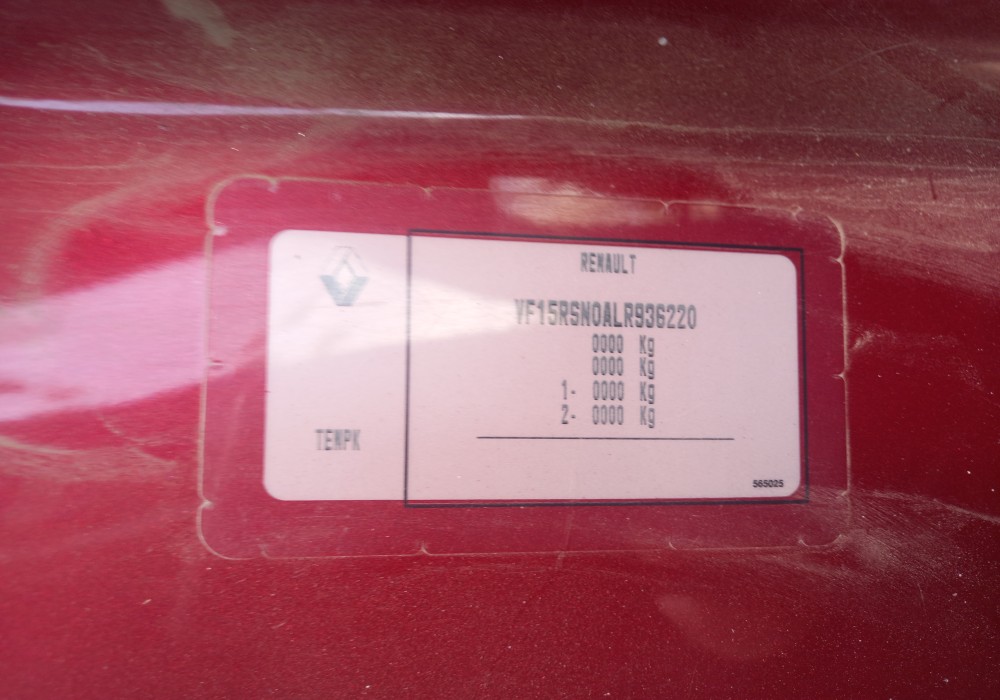 RENAULT
VF15RSN0ALR936220
0000 Kg
0000 Kg
1- 0000 Kg
2- 0000 Kg
TEMPK
565025